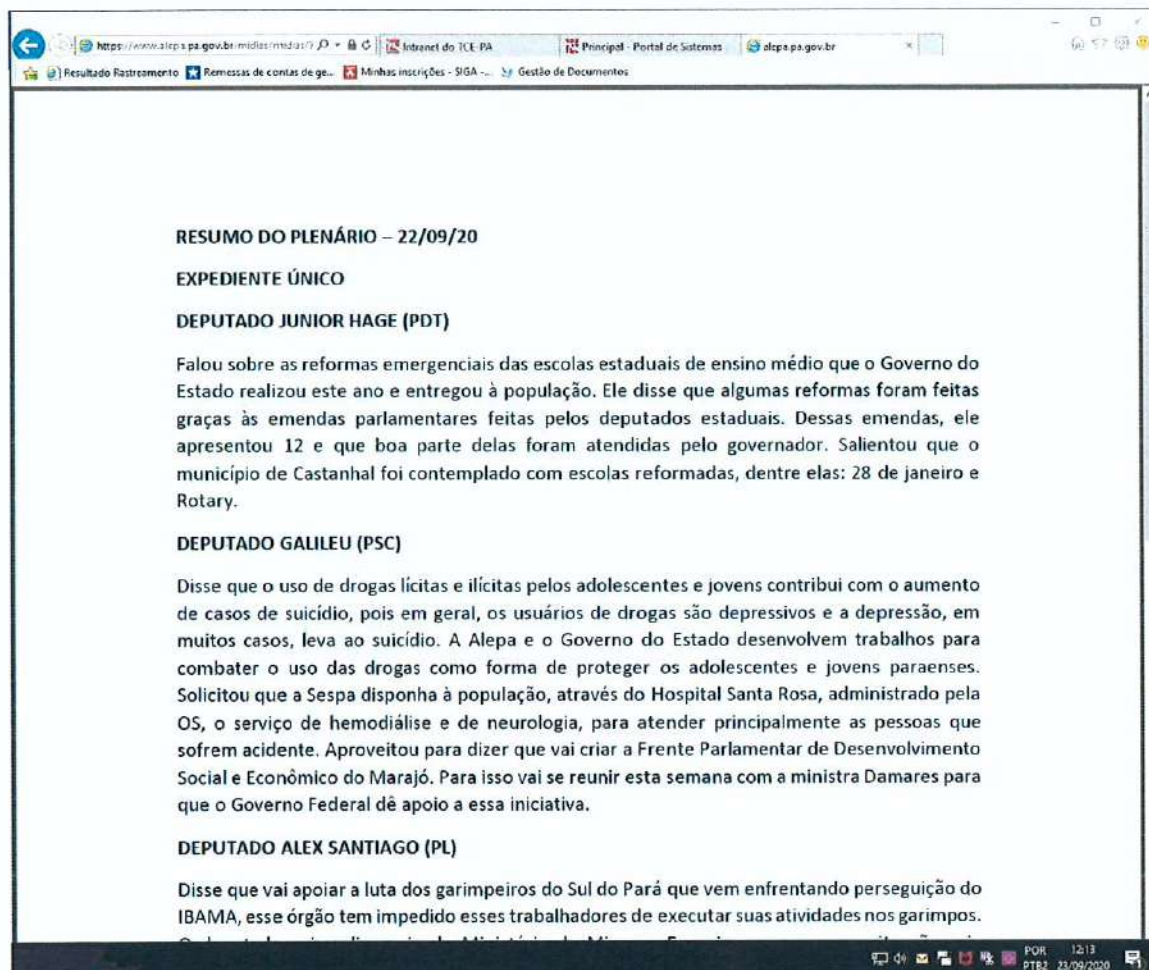 https://www.alepa.pa.gov.br/midias/midias/?
Intranet do TCE-PA
Principal - Portal de Sistemas
alepa.pa.gov.br
Resultado Rastreamento
Remessas de contas de ge...
Minhas inscrições - SIGA -...
Gestão de Documentos
RESUMO DO PLENÁRIO – 22/09/20
EXPEDIENTE ÚNICO
DEPUTADO JUNIOR HAGE (PDT)
Falou sobre as reformas emergenciais das escolas estaduais de ensino médio que o Governo do
Estado realizou este ano e entregou à população. Ele disse que algumas reformas foram feitas
graças às emendas parlamentares feitas pelos deputados estaduais. Dessas emendas, ele
apresentou 12 e que boa parte delas foram atendidas pelo governador. Salientou que o
município de Castanhal foi contemplado com escolas reformadas, dentre elas: 28 de janeiro e
Rotary.
DEPUTADO GALILEU (PSC)
Disse que o uso de drogas lícitas e ilícitas pelos adolescentes e jovens contribui com o aumento
de casos de suicídio, pois em geral, os usuários de drogas são depressivos e a depressão, em
muitos casos, leva ao suicídio. A Alepa e o Governo do Estado desenvolvem trabalhos para
combater o uso das drogas como forma de proteger os adolescentes e jovens paraenses.
Solicitou que a Sespa disponha à população, através do Hospital Santa Rosa, administrado pela
OS, o serviço de hemodiálise e de neurologia, para atender principalmente as pessoas que
sofrem acidente. Aproveitou para dizer que vai criar a Frente Parlamentar de Desenvolvimento
Social e Econômico do Marajó. Para isso vai se reunir esta semana com a ministra Damares para
que o Governo Federal dê apoio a essa iniciativa.
DEPUTADO ALEX SANTIAGO (PL)
Disse que vai apoiar a luta dos garimpeiros do Sul do Pará que vem enfrentando perseguição do
IBAMA, esse órgão tem impedido esses trabalhadores de executar suas atividades nos garimpos.
POR
PTB2
12:13
23/09/2020